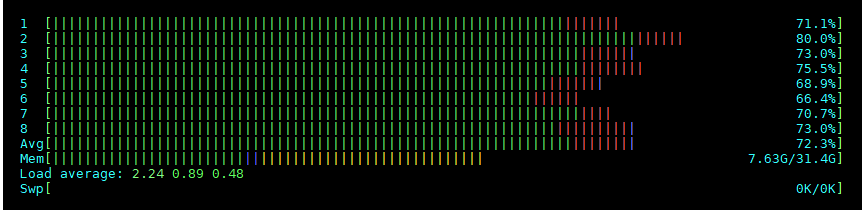 1 [ 71.1%]
2 [ 80.0%]
3 [ 73.0%]
4 [ 75.5%]
5 [ 68.9%]
6 [ 66.4%]
7 [ 70.7%]
8 [ 73.0%]
Avg[ 72.3%]
Mem[ 7.63G/31.4G]
Load average: 2.24 0.89 0.48
Swp[ 0K/0K]